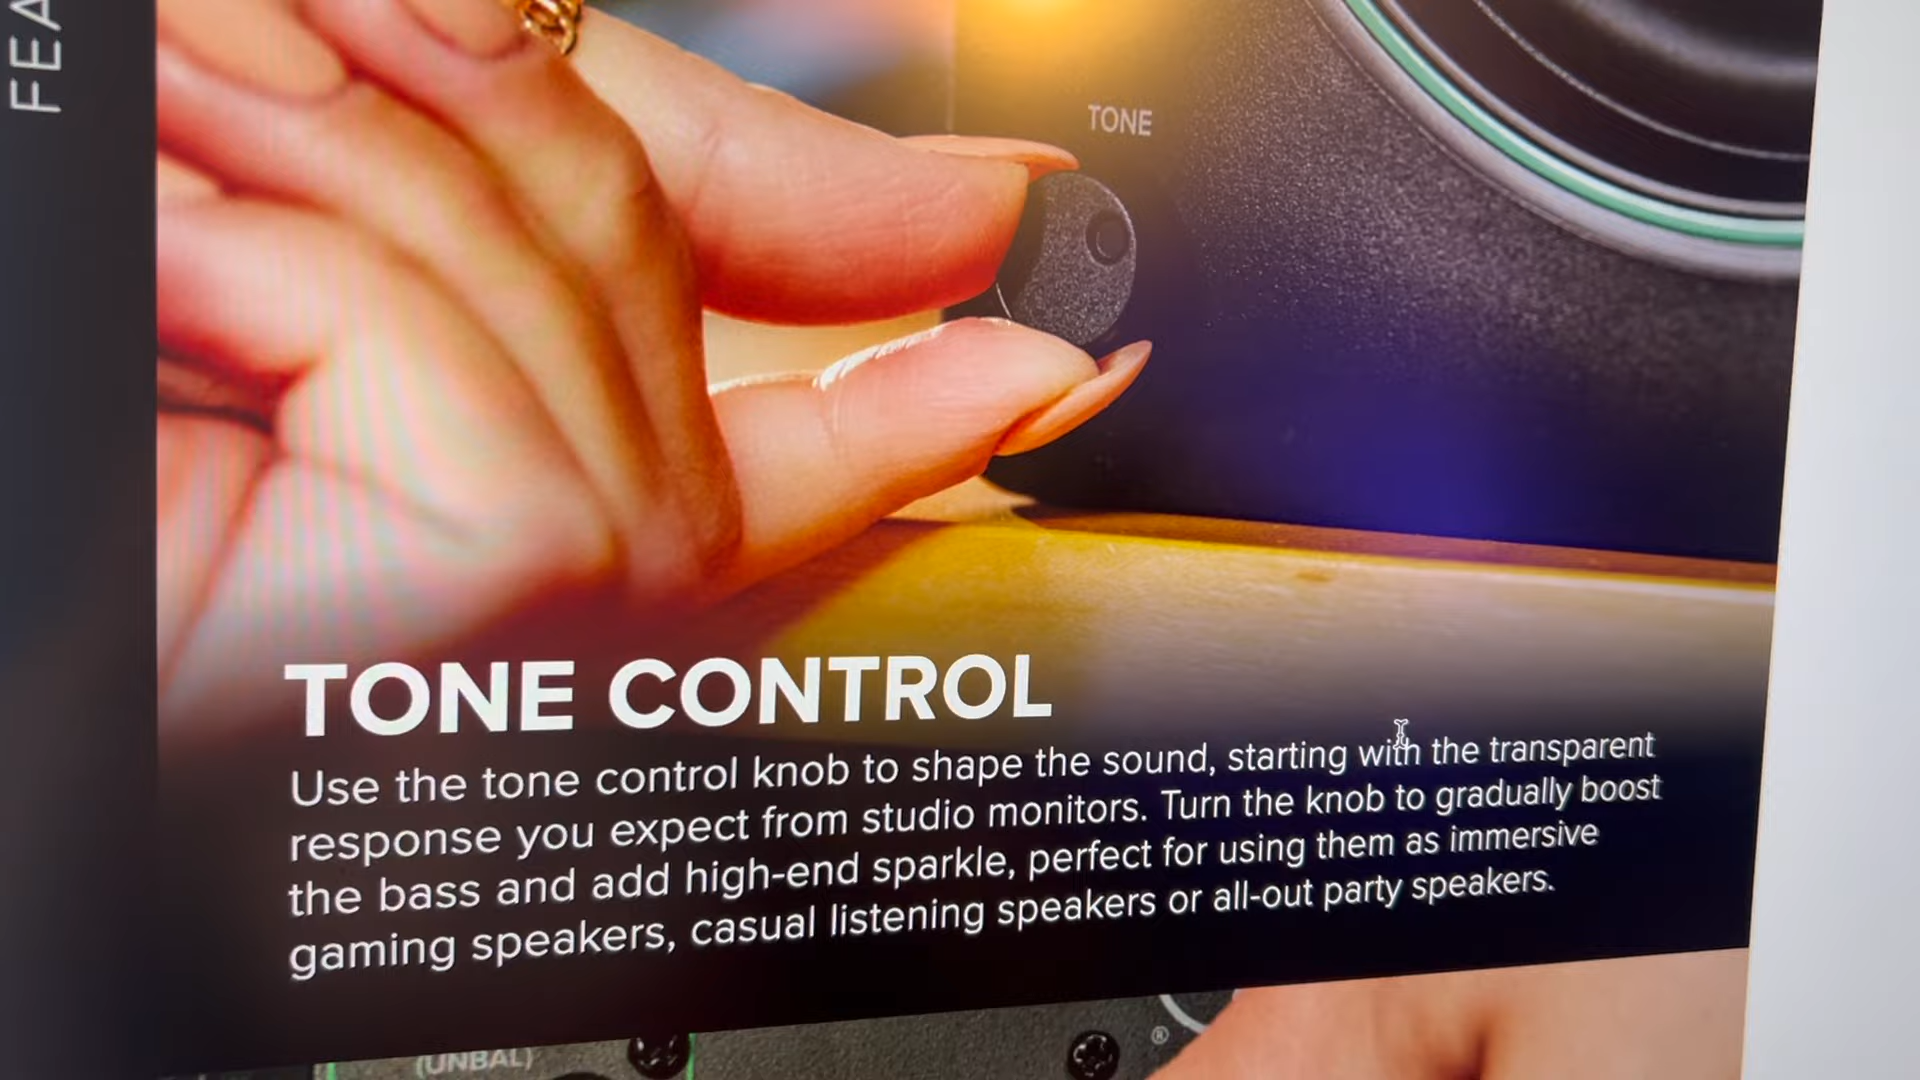 FEA
TONE
TONE CONTROL
Use the tone control knob to shape the sound, starting with the transparent
response you expect from studio monitors. Turn the knob to gradually boost
the bass and add high-end sparkle, perfect for using them as immersive
gaming speakers, casual listening speakers or all-out party speakers.
(UNBAL)
®